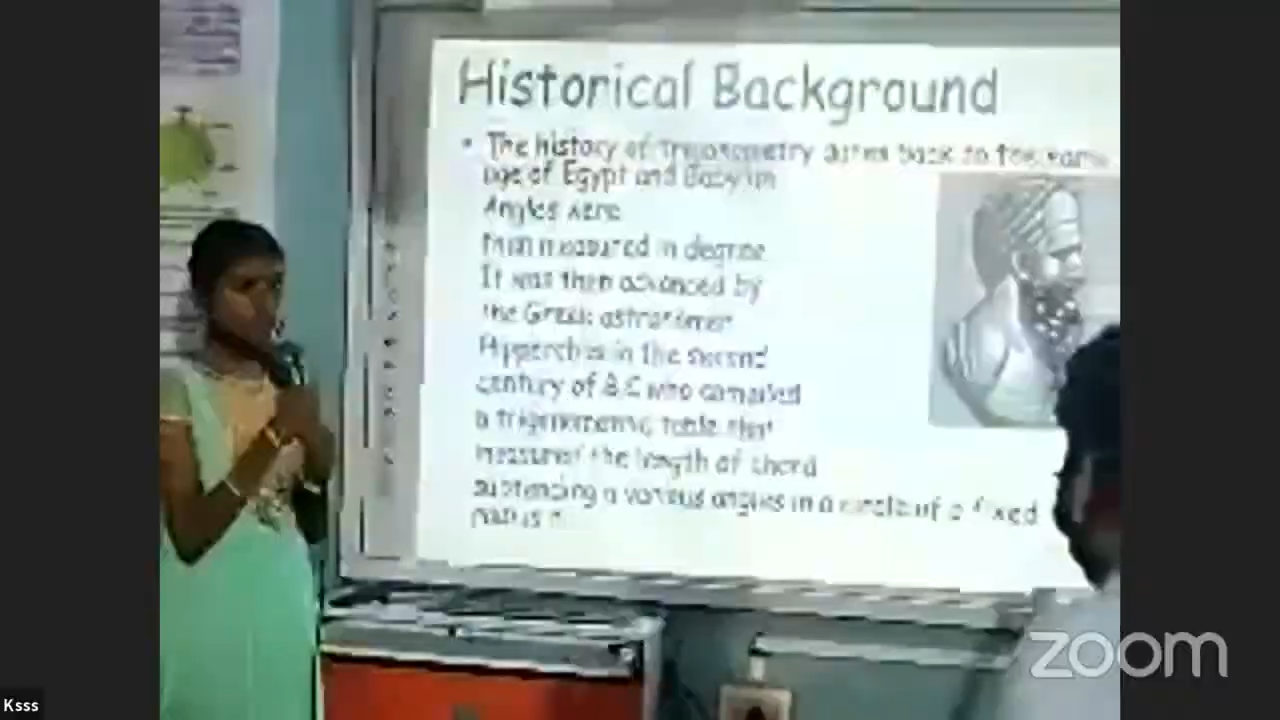 Historical Background
• The history of trigonometry dates back to the early
age of Egypt and Babylon
Angles were
then measured in degree
It was then advanced by
the Greek astronomer
Hipparchus in the second
century of B.C who compiled
a trigonometric table that
measured the length of chord
subtending a various angles in a circle of a fixed
radius r.
zoom
Ksss